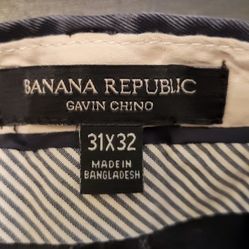 BANANA REPUBLIC
GAVIN CHINO
31X32
MADE IN
BANGLADESH